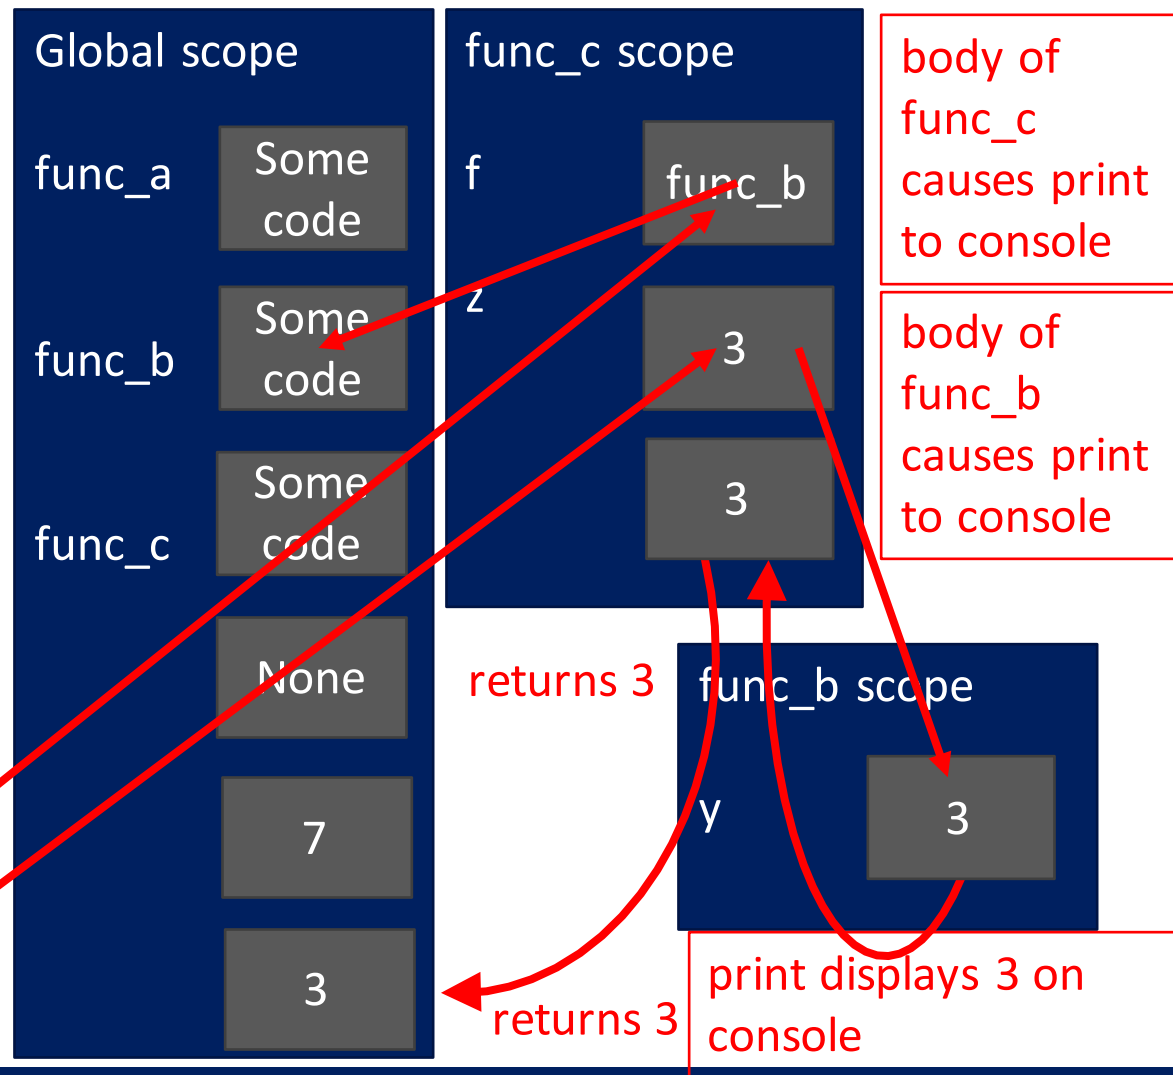 Global scope
func_a
Some
code
func_b
Some
code
func_c
Some
code
None
7
3
func_c scope
f
func_b
z
3
3
returns 3
func_b scope
y
3
returns 3
body of
func_c
causes print
to console
body of
func_b
causes print
to console
print displays 3 on
console